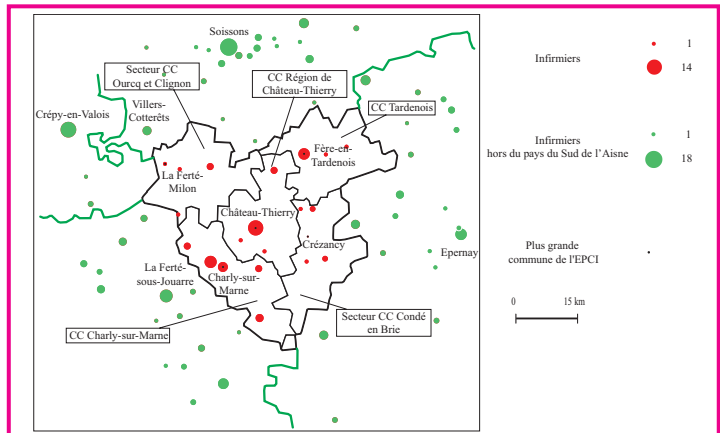 Soissons
Secteur CC
Ourcq et Clignon
CC Région de
Château-Thierry
Crépy-en-Valois
Villers-
Cotterêts
CC Tardenois
Fère-en-
Tardenois
La Ferté-
Milon
Château-Thierry
Crézancy
Epernay
La Ferté-
sous-Jouarre
Charly-sur-
Marne
CC Charly-sur-Marne
Secteur CC Condé
en Brie
Infirmiers
1
14
Infirmiers
hors du pays du Sud de l'Aisne
1
18
Plus grande
commune de l'EPCI
0
15 km